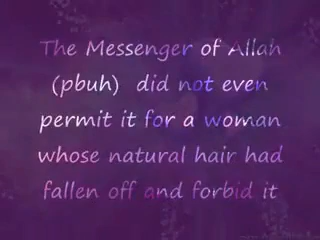 The Messenger of Allah
(pbuh) did not even
permit it for a woman
whose natural hair had
fallen off and forbid it